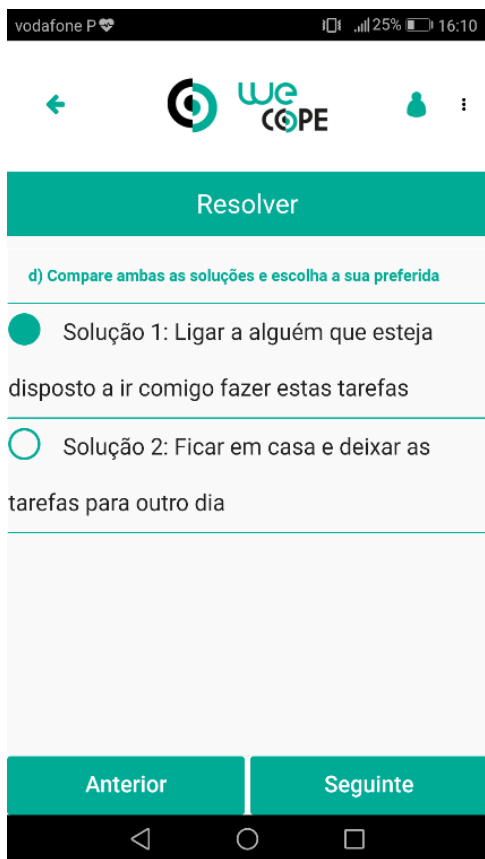 vodafone P 25% 16:10
we
COPE
Resolver
d) Compare ambas as soluções e escolha a sua preferida
Solução 1: Ligar a alguém que esteja
disposto a ir comigo fazer estas tarefas
Solução 2: Ficar em casa e deixar as
tarefas para outro dia
Anterior Seguinte